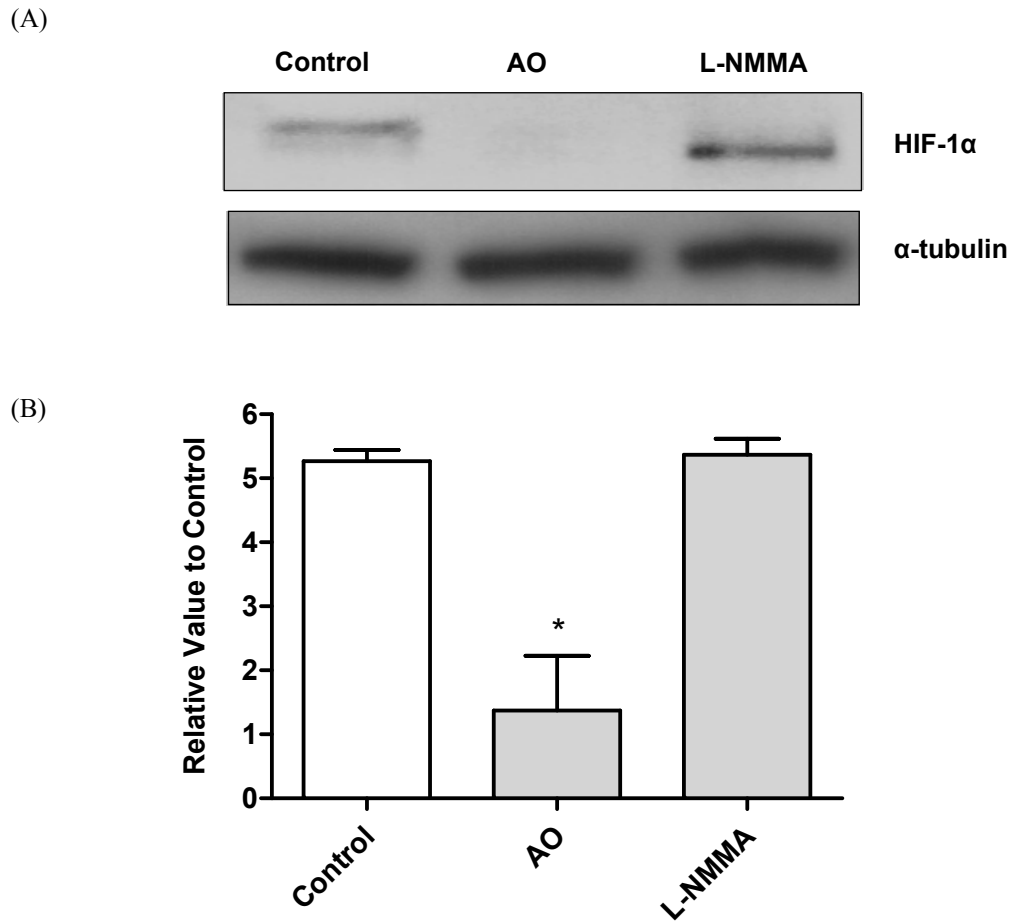 (A)
Control AO L-NMMA
HIF-1α
α-tubulin
(B)
Relative Value to Control
6
5
4
3
2
1
0
*
Control AO L-NMMA